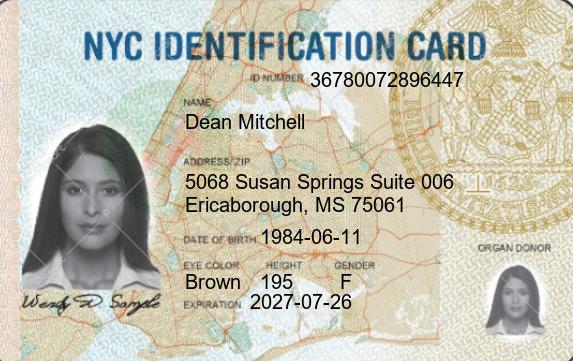 NYC IDENTIFICATION CARD
ID NUMBER 36780072896447
NAME
Dean Mitchell
ADDRESS/ZIP
5068 Susan Springs Suite 006
Ericaborough, MS 75061
DATE OF BIRTH 1984-06-11
ORGAN DONOR
EYE COLOR HEIGHT GENDER
Brown 195 F
EXPIRATION 2027-07-26
Wendy D Sample